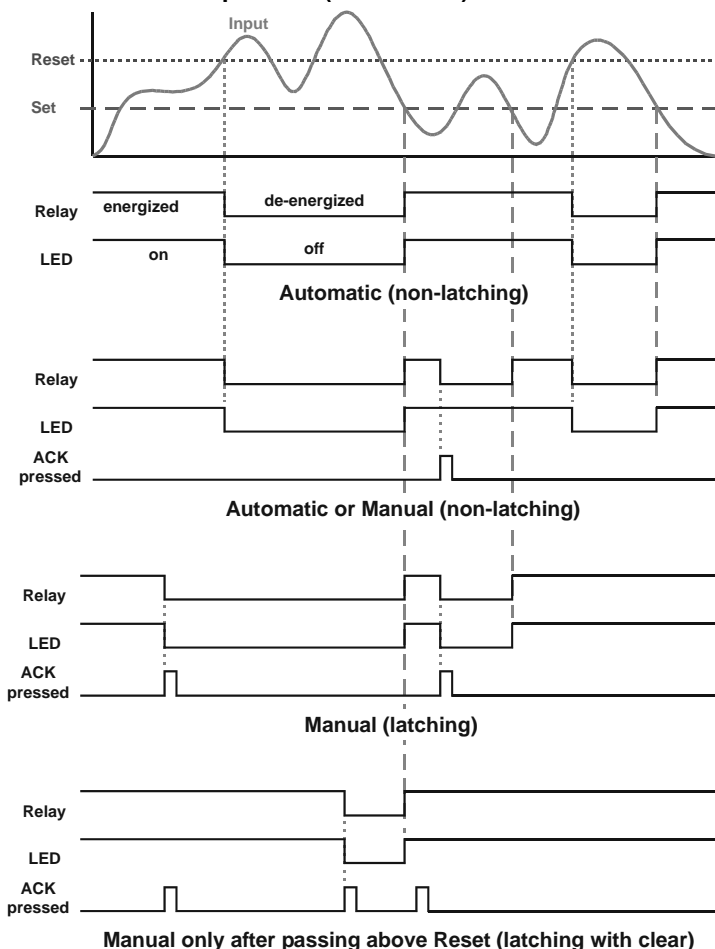 Input
Reset
Set
Relay energized de-energized
LED on off
Automatic (non-latching)
Relay
LED
ACK
pressed
Automatic or Manual (non-latching)
Relay
LED
ACK
pressed
Manual (latching)
Relay
LED
ACK
pressed
Manual only after passing above Reset (latching with clear)